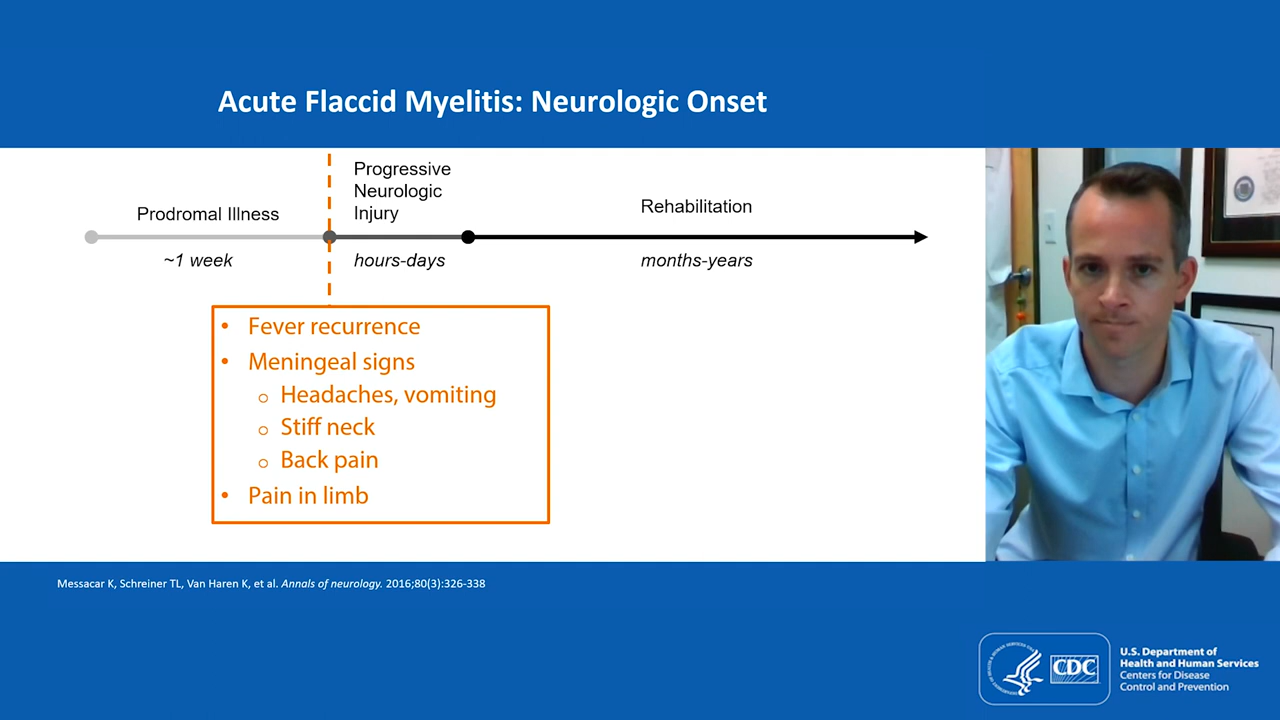 Acute Flaccid Myelitis: Neurologic Onset
Progressive
Neurologic
Injury
Prodromal Illness
Rehabilitation
~1 week
hours-days
months-years
• Fever recurrence
• Meningeal signs
o Headaches, vomiting
o Stiff neck
o Back pain
• Pain in limb
Messacar K, Schreiner TL, Van Haren K, et al. Annals of neurology. 2016;80(3):326-338
CDC
U.S. Department of
Health and Human Services
Centers for Disease
Control and Prevention